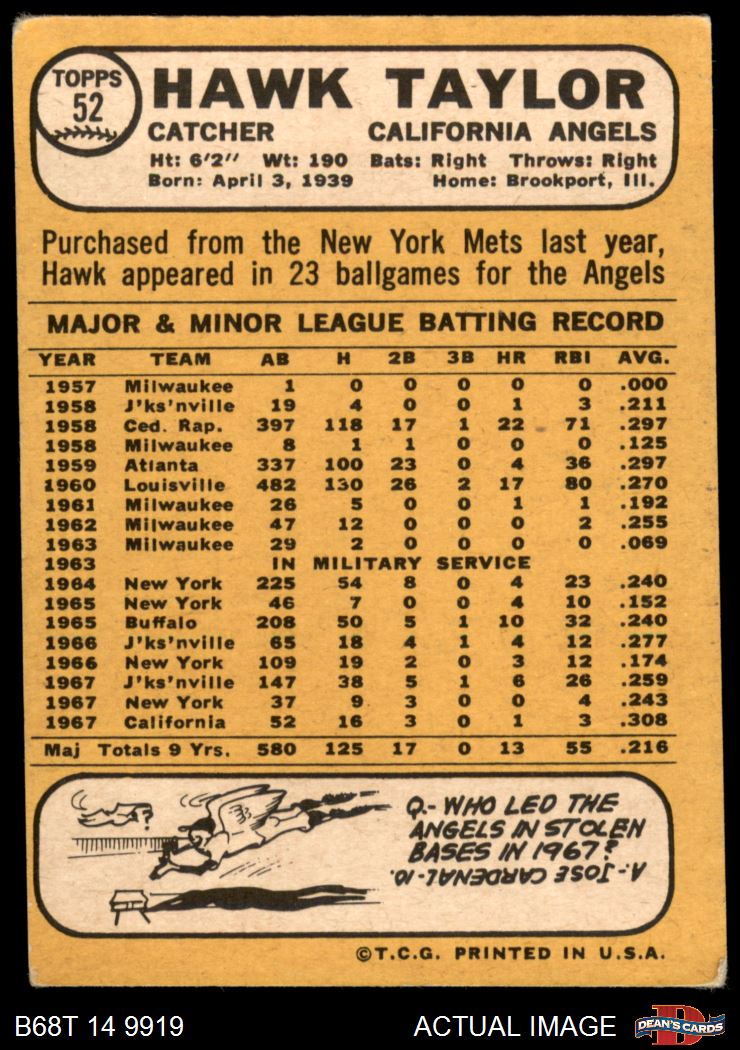 TOPPS
52
HAWK TAYLOR
CATCHER CALIFORNIA ANGELS
Ht: 6'2'' Wt: 190 Bats: Right Throws: Right
Born: April 3, 1939 Home: Brookport, Ill.
Purchased from the New York Mets last year,
Hawk appeared in 23 ballgames for the Angels
MAJOR & MINOR LEAGUE BATTING RECORD
YEAR TEAM AB H 2B 3B HR RBI AVG.
1957 Milwaukee 1 0 0 0 0 0 .000
1958 J'ks'nville 19 4 0 0 1 3 .211
1958 Ced. Rap. 397 118 17 1 22 71 .297
1958 Milwaukee 8 1 1 0 0 0 .125
1959 Atlanta 337 100 23 0 4 36 .297
1960 Louisville 482 130 26 2 17 80 .270
1961 Milwaukee 26 5 0 0 1 1 .192
1962 Milwaukee 47 12 0 0 0 2 .255
1963 Milwaukee 29 2 0 0 0 0 .069
1963 IN MILITARY SERVICE
1964 New York 225 54 8 0 4 23 .240
1965 New York 46 7 0 0 4 10 .152
1965 Buffalo 208 50 5 1 10 32 .240
1966 J'ks'nville 65 18 4 1 4 12 .277
1966 New York 109 19 2 0 3 12 .174
1967 J'ks'nville 147 38 5 1 6 26 .259
1967 New York 37 9 3 0 0 4 .243
1967 California 52 16 3 0 1 3 .308
Maj Totals 9 Yrs. 580 125 17 0 13 55 .216
?
Q.- WHO LED THE
ANGELS IN STOLEN
BASES IN 1967?
A.- JOSE CARDENAL-10.
©T.C.G. PRINTED IN U.S.A.
B68T 14 9919 ACTUAL IMAGE D DEAN'S CARDS